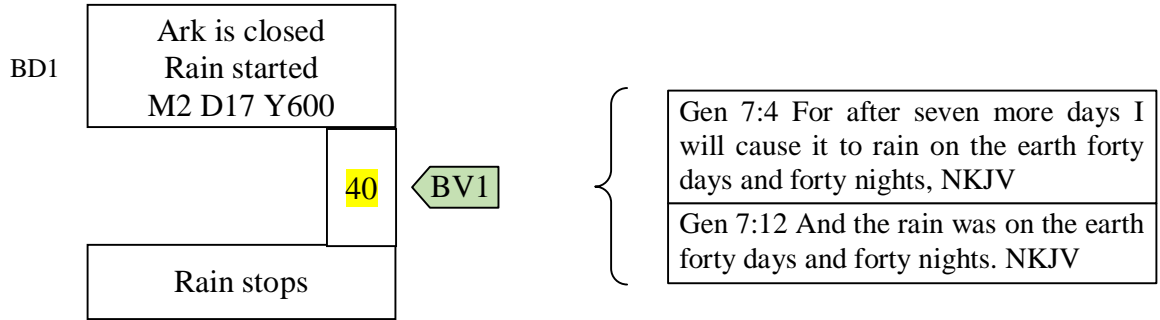 BD1
Ark is closed
Rain started
M2 D17 Y600
40
BV1
Rain stops
Gen 7:4 For after seven more days I
will cause it to rain on the earth forty
days and forty nights, NKJV
Gen 7:12 And the rain was on the earth
forty days and forty nights. NKJV